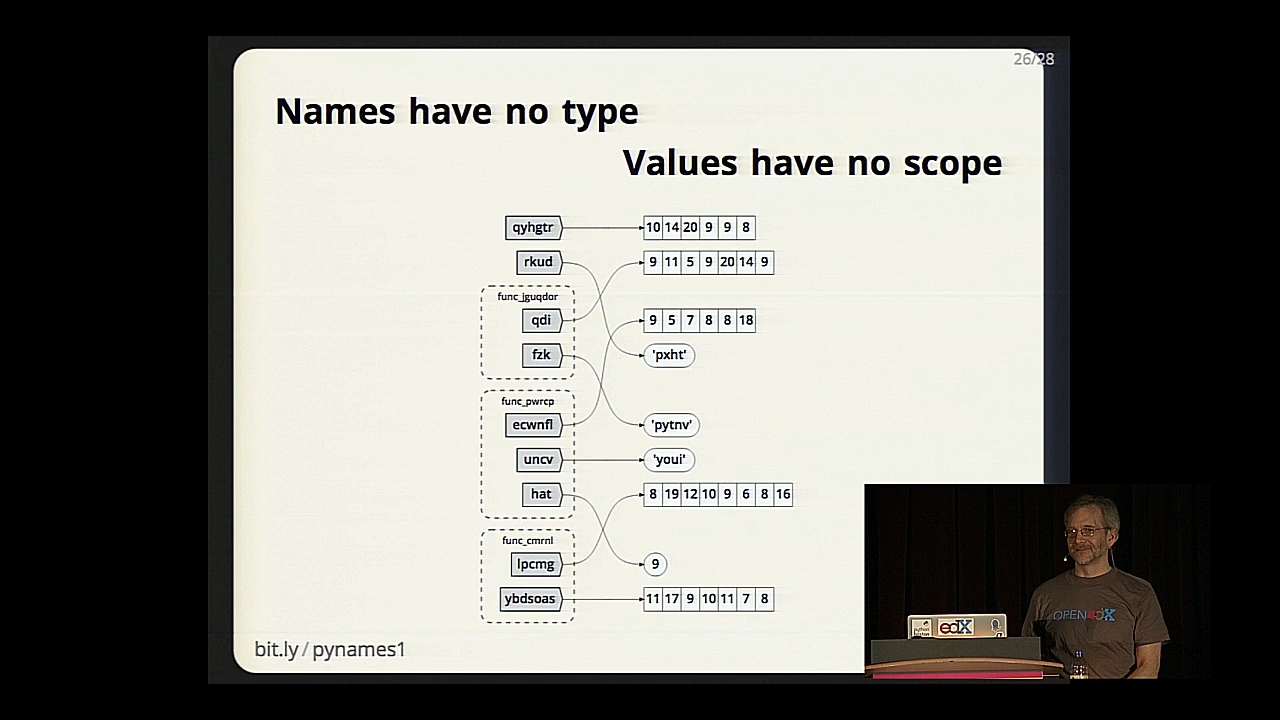 26/28
Names have no type
Values have no scope
qyhgtr 10 14 20 9 9 8
rkud 9 11 5 9 20 14 9
func_jguqdor
qdi 9 5 7 8 8 18
fzk 'pxht'
func_pwrcp
ecwnfl 'pytnv'
uncv 'youi'
hat 8 19 12 10 9 6 8 16
func_cmrnl
lpcmg 9
ybdsoas 11 17 9 10 11 7 8
bit.ly/pynames1
python
boston
edX
OPEN edX